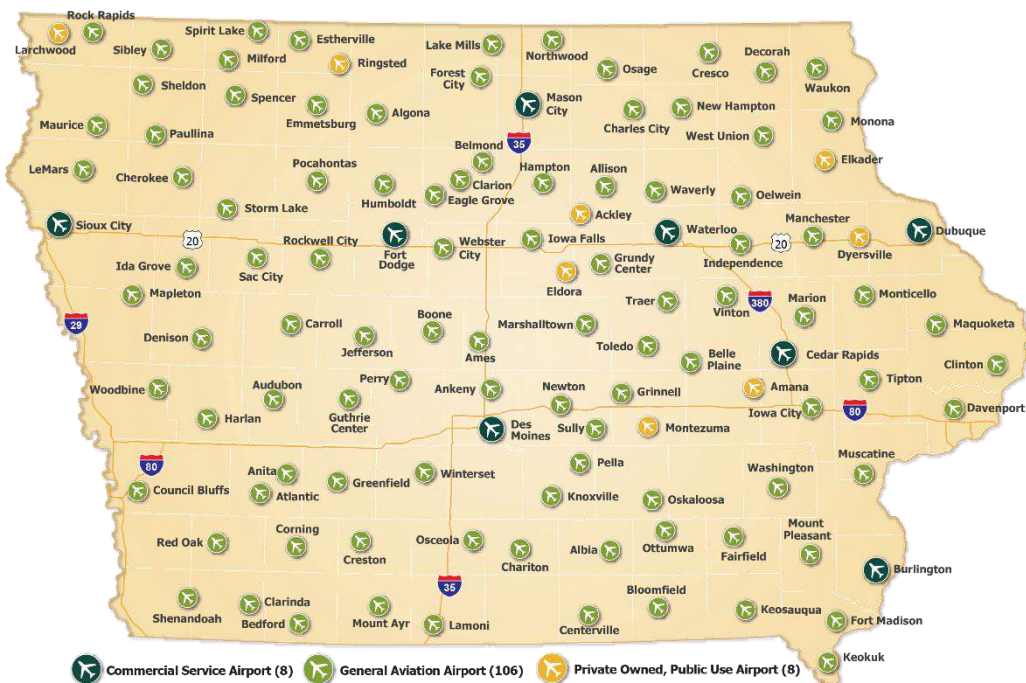 Rock Rapids
Larchwood
Sibley
Spirit Lake
Estherville
Milford
Ringsted
Lake Mills
Northwood
Forest
City
Osage
Cresco
Decorah
Waukon
Sheldon
Spencer
Emmetsburg
Algona
Mason
City
Charles City
New Hampton
Monona
Maurice
Paullina
West Union
35
Belmond
Elkader
LeMars
Cherokee
Pocahontas
Humboldt
Clarion
Eagle Grove
Hampton
Allison
Waverly
Oelwein
Storm Lake
Ackley
Manchester
Sioux City
20
Rockwell City
Fort
Dodge
Webster
City
Iowa Falls
Waterloo
Independence
20
Dyersville
Dubuque
Ida Grove
Sac City
Grundy
Center
Eldora
Mapleton
Traer
Vinton
380
Marion
Monticello
29
Denison
Carroll
Jefferson
Boone
Ames
Marshalltown
Toledo
Belle
Plaine
Cedar Rapids
Maquoketa
Clinton
Woodbine
Audubon
Perry
Ankeny
Newton
Grinnell
Amana
Tipton
Harlan
Guthrie
Center
Iowa City
80
Davenport
Des
Moines
Sully
Montezuma
80
Anita
Winterset
Pella
Washington
Muscatine
Council Bluffs
Atlantic
Greenfield
Knoxville
Oskaloosa
Red Oak
Corning
Creston
Osceola
Chariton
Albia
Ottumwa
Fairfield
Mount
Pleasant
Burlington
35
Shenandoah
Clarinda
Bedford
Mount Ayr
Lamoni
Centerville
Bloomfield
Keosauqua
Fort Madison
Keokuk
Commercial Service Airport (8)
General Aviation Airport (106)
Private Owned, Public Use Airport (8)